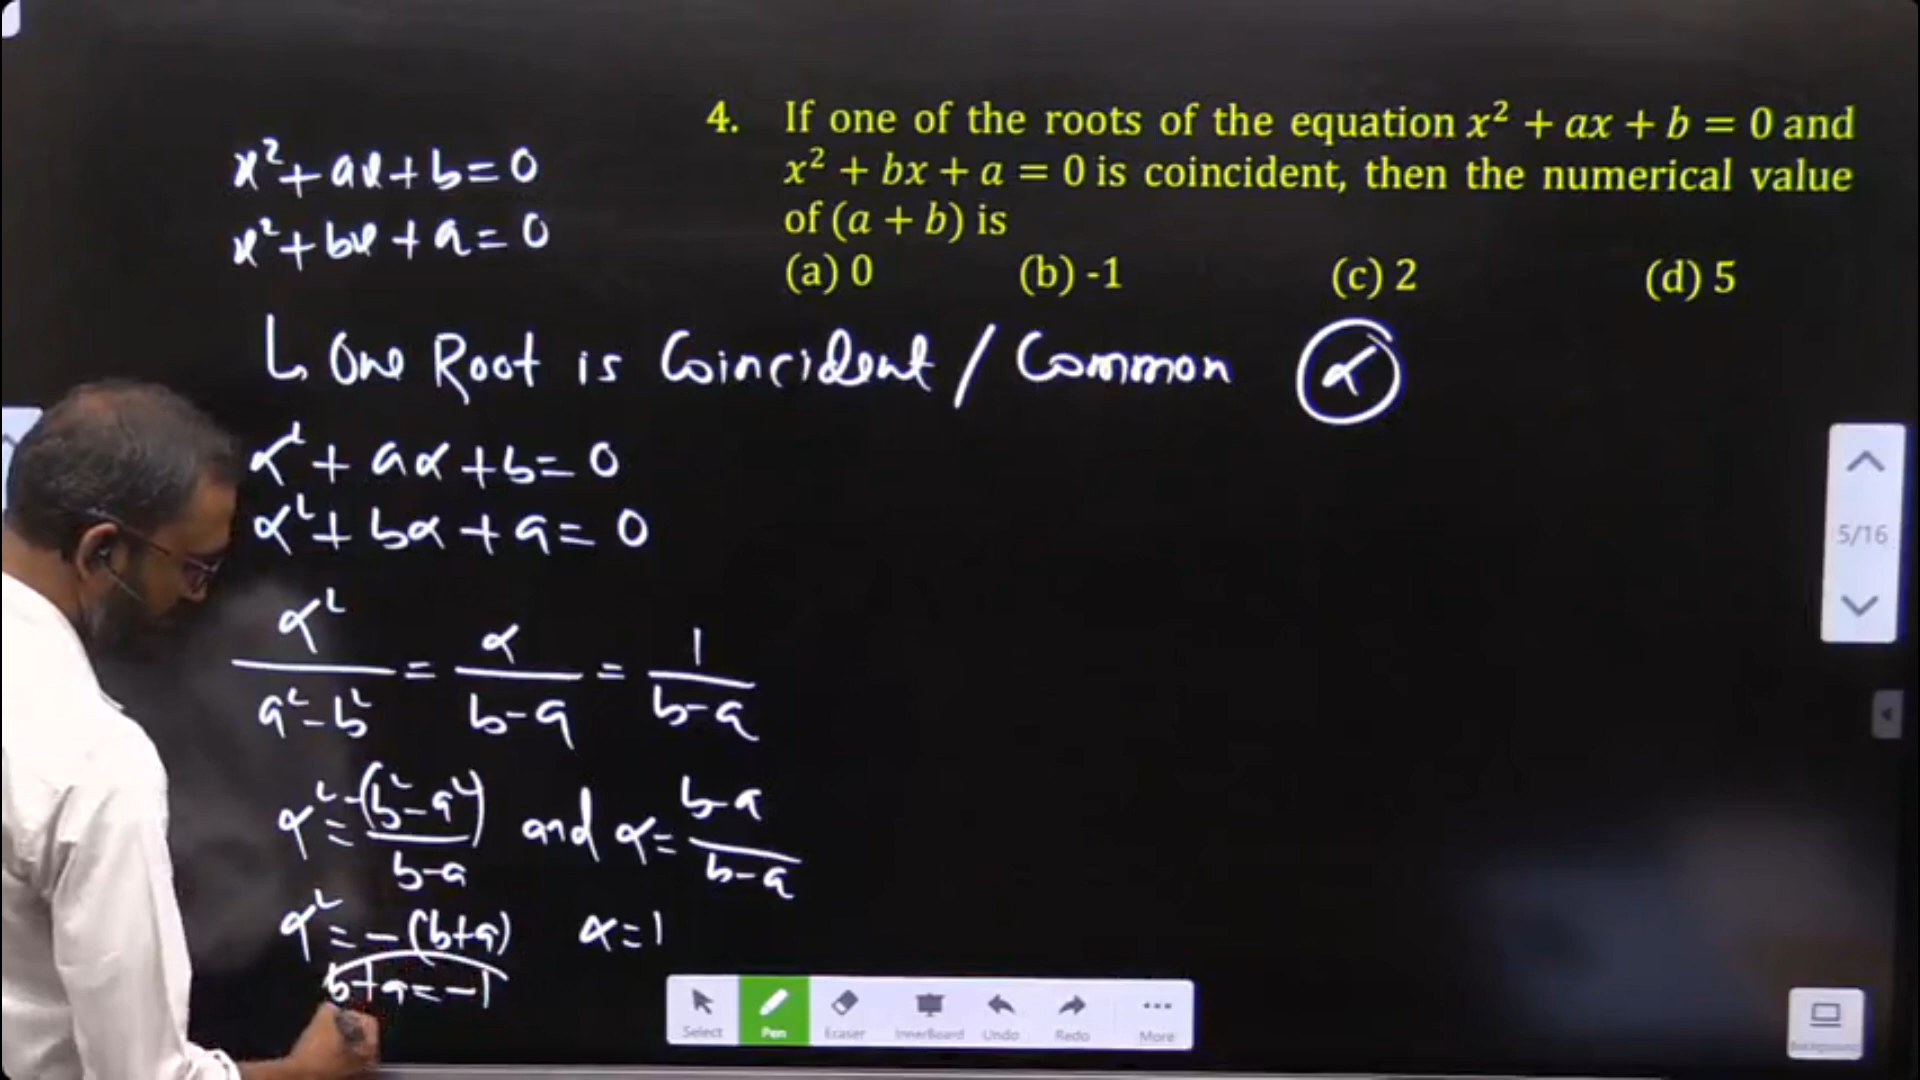 4. If one of the roots of the equation x² + ax + b = 0 and
x² + bx + a = 0 is coincident, then the numerical value
of (a + b) is
(a) 0 (b) -1 (c) 2 (d) 5
x² + ax + b = 0
x² + bx + a = 0
↳ One Root is Coincident / Common α
α² + aα + b = 0
α² + bα + a = 0
α²/(a² - b²) = α/(b - a) = 1/(b - a)
α² = -(b² - a²)/(b - a) and α = (b - a)/(b - a)
α² = -(b + a) α = 1
b + a = -1
5/16
Select Pen Eraser InnerBoard Undo Redo More
Background